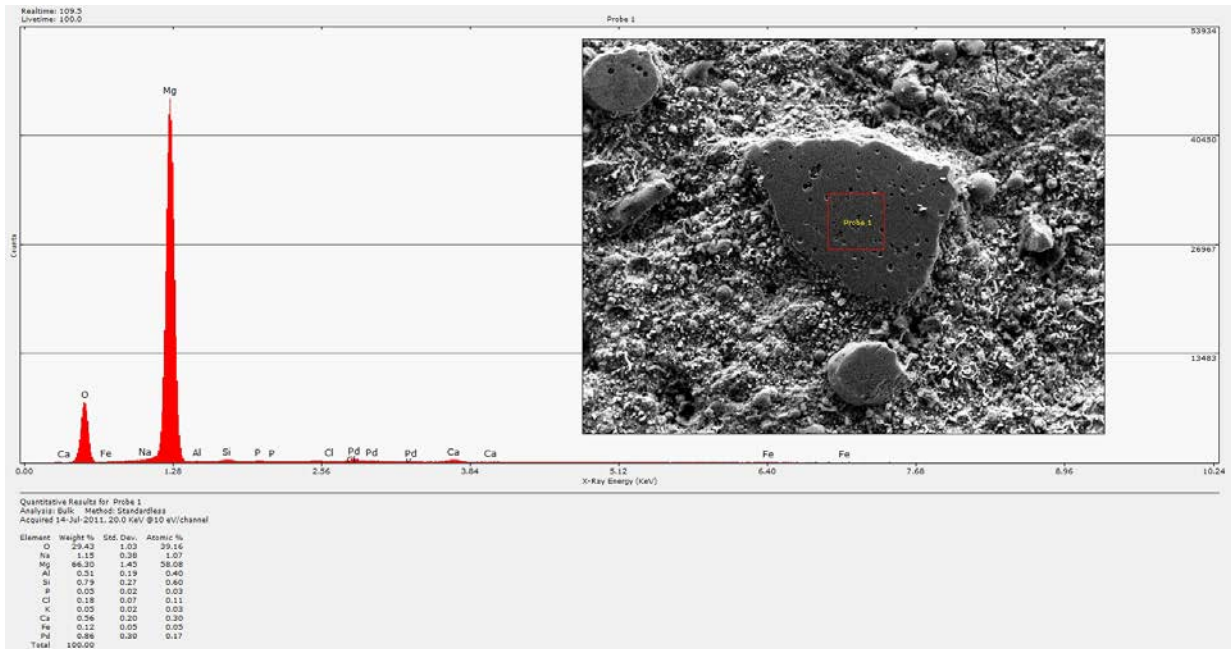 Realtime: 109.5
Livetime: 100.0
Probe 1
53934
Mg
40450
Probe 1
Counts
26967
13483
O
Ca Fe Na Al Si P P Cl Pd Pd Pd Ca Ca Fe Fe
K
0.00 1.28 2.56 3.84 5.12 6.40 7.68 8.96 10.24
X-Ray Energy (KeV)
Quantitative Results for Probe 1
Analysis: Bulk Method: Standardless
Acquired 14-Jul-2011, 20.0 KeV @10 eV/channel
Element Weight % Std. Dev. Atomic %
O 29.43 1.03 39.16
Na 1.15 0.38 1.07
Mg 66.30 1.45 58.08
Al 0.51 0.19 0.40
Si 0.79 0.27 0.60
P 0.05 0.02 0.03
Cl 0.18 0.07 0.11
K 0.05 0.02 0.03
Ca 0.56 0.20 0.30
Fe 0.12 0.05 0.05
Pd 0.86 0.30 0.17
Total 100.00